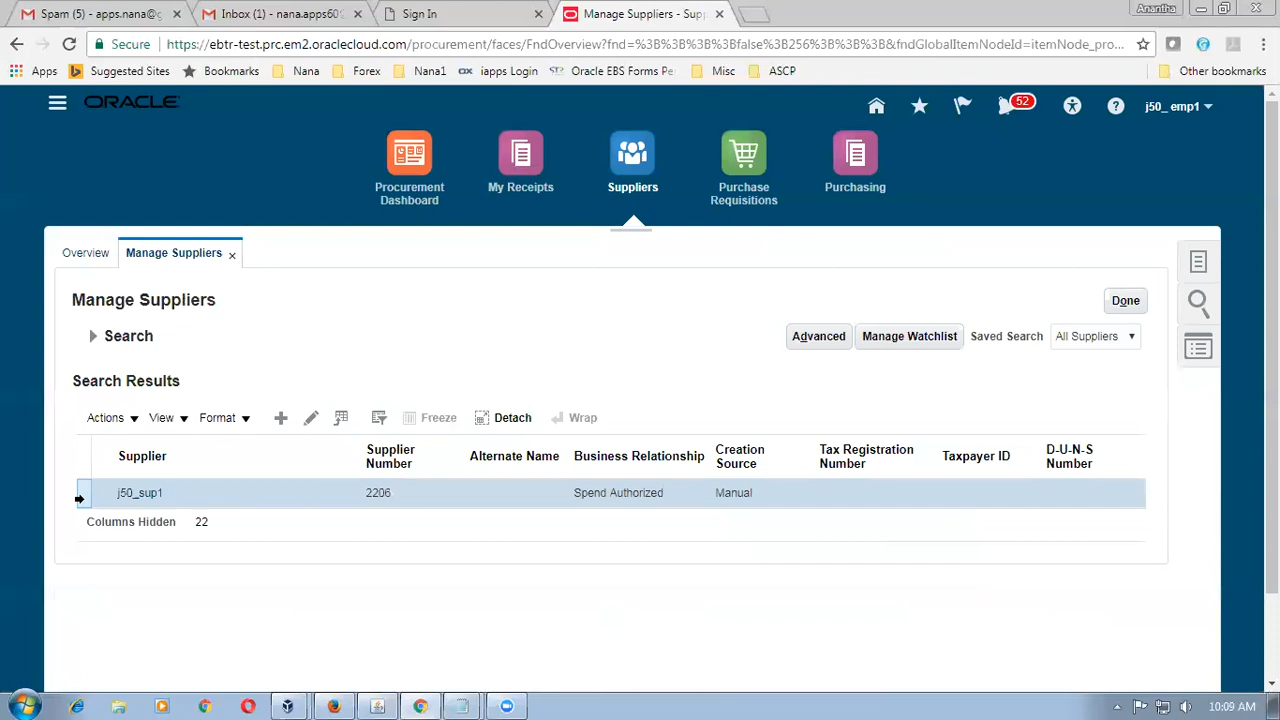 Spam (5) - apps.nana@g
Inbox (1) - nana.apps60
Sign In
Manage Suppliers - Supp
Anantha
Secure
https://ebtr-test.prc.em2.oraclecloud.com/procurement/faces/FndOverview?fnd=%3B%3B%3B%3Bfalse%3B256%3B%3B%3B&fndGlobalItemNodeId=itemNode_pro...
Apps
Suggested Sites
Bookmarks
Nana
Forex
Nana1
iapps:Login
Oracle EBS Forms Pe
Misc
ASCP
Other bookmarks
ORACLE
52
j50_ emp1
Procurement Dashboard
My Receipts
Suppliers
Purchase Requisitions
Purchasing
Overview
Manage Suppliers
Manage Suppliers
Done
Search
Advanced
Manage Watchlist
Saved Search
All Suppliers
Search Results
Actions
View
Format
Freeze
Detach
Wrap
Supplier
Supplier Number
Alternate Name
Business Relationship
Creation Source
Tax Registration Number
Taxpayer ID
D-U-N-S Number
j50_sup1
2206
Spend Authorized
Manual
Columns Hidden 22
10:09 AM